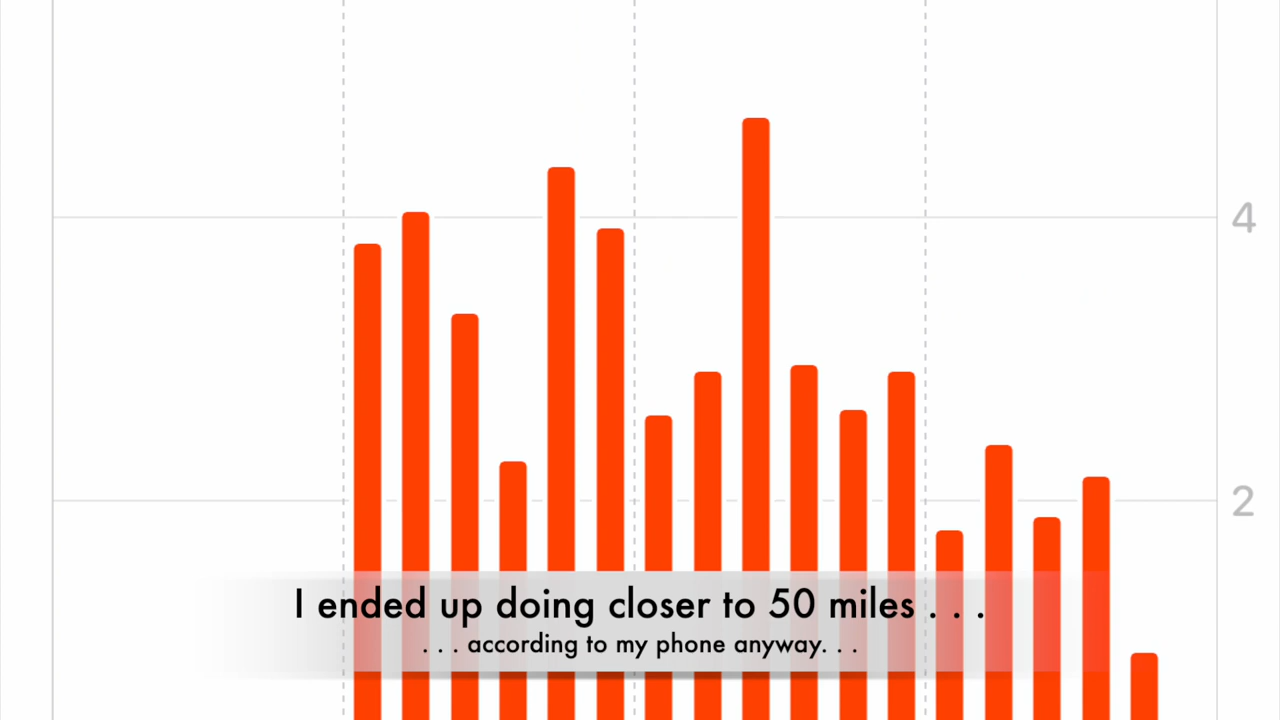 4
2
I ended up doing closer to 50 miles . . .
. . . according to my phone anyway. . .